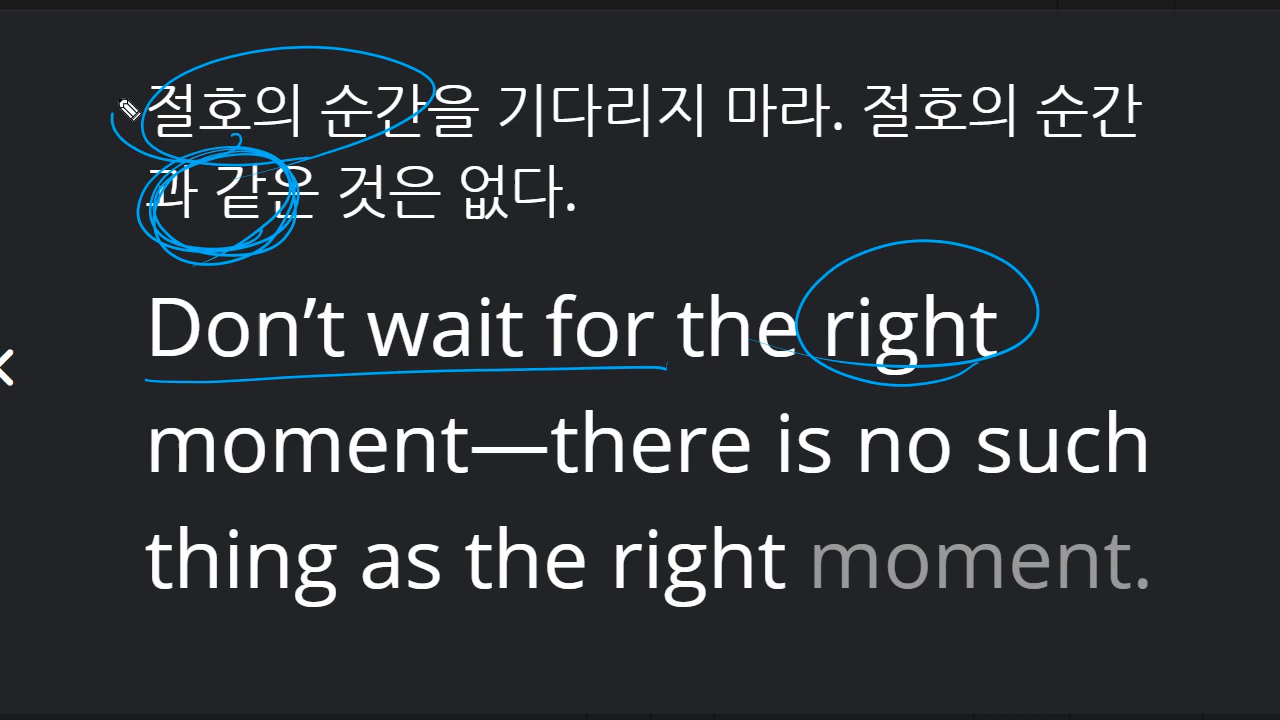 절호의 순간을 기다리지 마라. 절호의 순간
과 같은 것은 없다.
Don’t wait for the right
moment—there is no such
thing as the right moment.